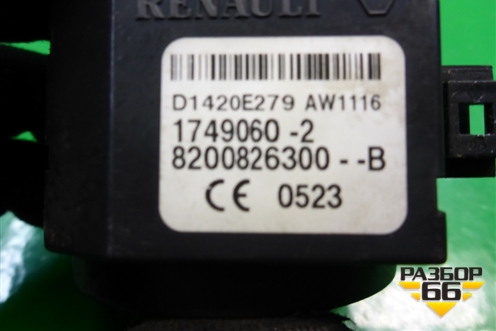 RENAULT
D1420E279 AW1116
1749060-2
8200826300--B
CE 0523
РАЗБОР
66